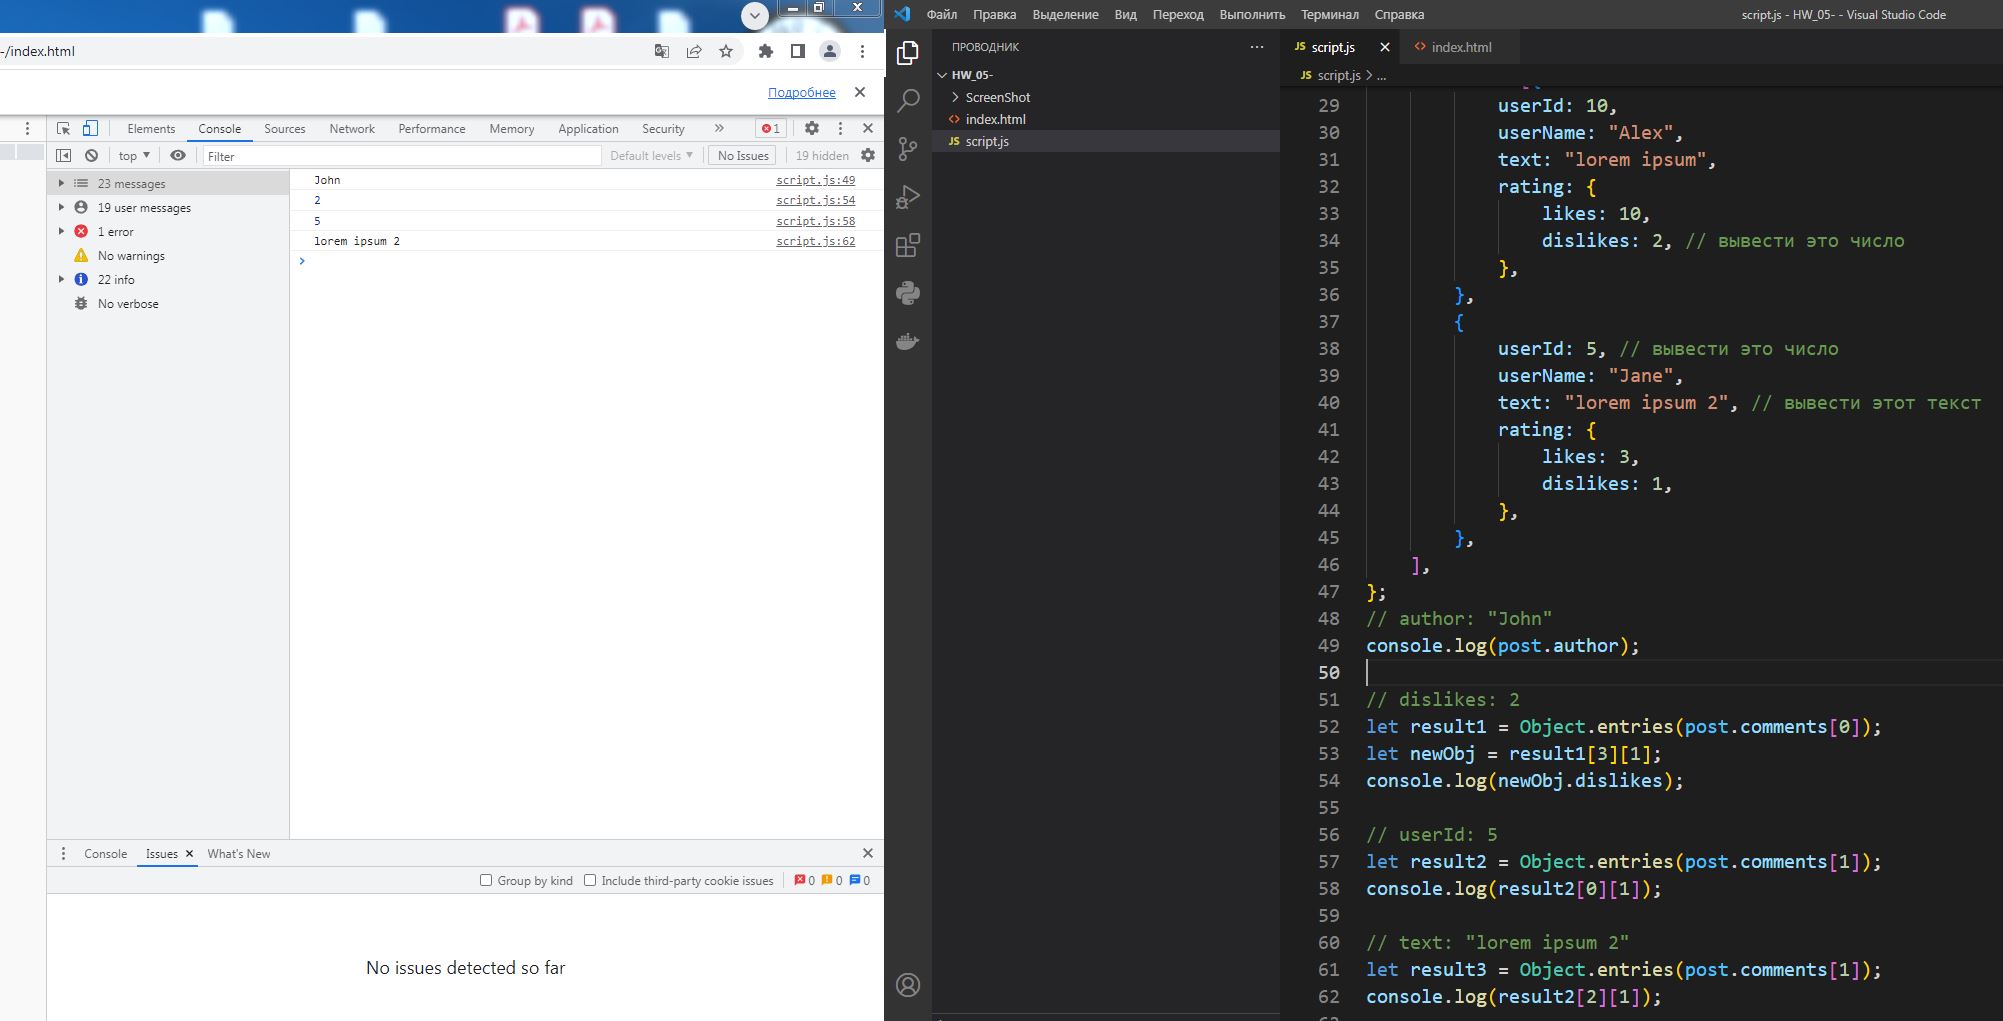 -/index.html
Подробнее
Elements Console Sources Network Performance Memory Application Security » 1
top Filter Default levels No Issues 19 hidden
23 messages
19 user messages
1 error
No warnings
22 info
No verbose
John script.js:49
2 script.js:54
5 script.js:58
lorem ipsum 2 script.js:62
>
Console Issues What's New
Group by kind Include third-party cookie issues 0 0 0
No issues detected so far
Файл Правка Выделение Вид Переход Выполнить Терминал Справка script.js - HW_05- - Visual Studio Code
ПРОВОДНИК ...
HW_05-
ScreenShot
<> index.html
JS script.js
JS script.js <> index.html
JS script.js > ...
29 userId: 10,
30 userName: "Alex",
31 text: "lorem ipsum",
32 rating: {
33 likes: 10,
34 dislikes: 2, // вывести это число
35 },
36 },
37 {
38 userId: 5, // вывести это число
39 userName: "Jane",
40 text: "lorem ipsum 2", // вывести этот текст
41 rating: {
42 likes: 3,
43 dislikes: 1,
44 },
45 },
46 ],
47 };
48 // author: "John"
49 console.log(post.author);
50
51 // dislikes: 2
52 let result1 = Object.entries(post.comments[0]);
53 let newObj = result1[3][1];
54 console.log(newObj.dislikes);
55
56 // userId: 5
57 let result2 = Object.entries(post.comments[1]);
58 console.log(result2[0][1]);
59
60 // text: "lorem ipsum 2"
61 let result3 = Object.entries(post.comments[1]);
62 console.log(result2[2][1]);